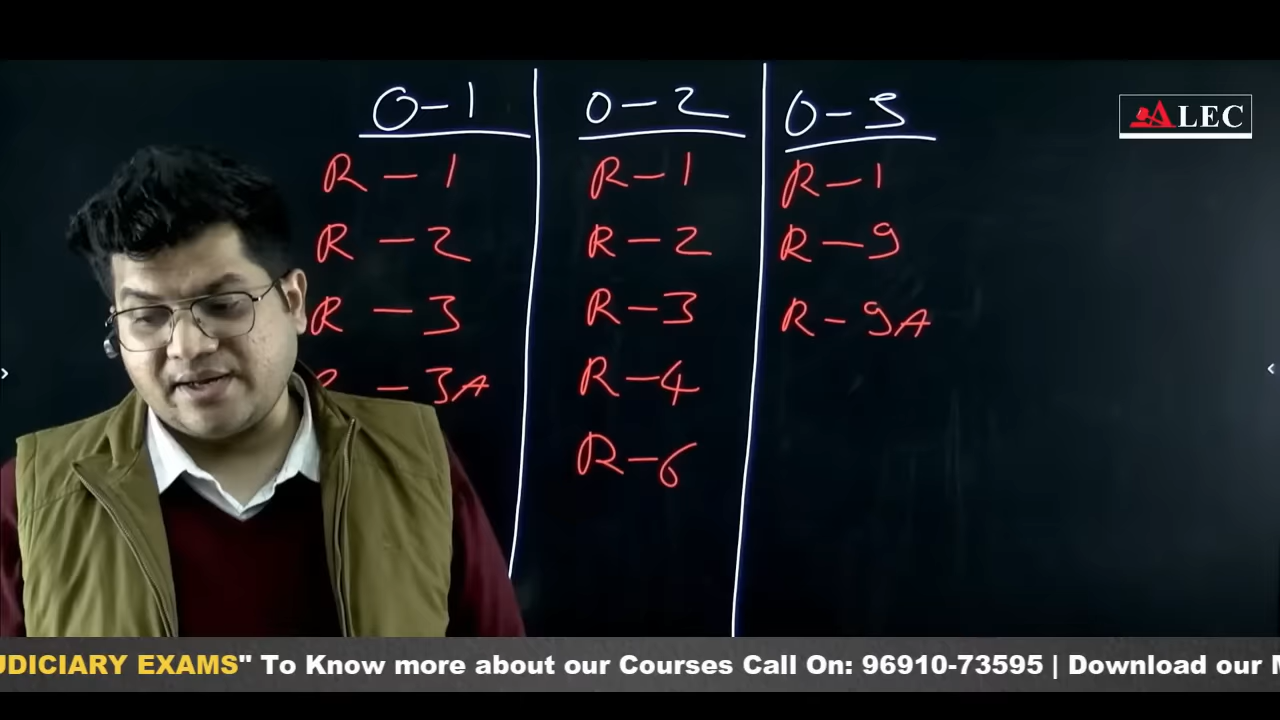 O-1
R-1
R-2
R-3
R-3A
O-2
R-1
R-2
R-3
R-4
R-6
O-5
R-1
R-9
R-9A
ALEC
UDICIARY EXAMS" To Know more about our Courses Call On: 96910-73595 | Download our M